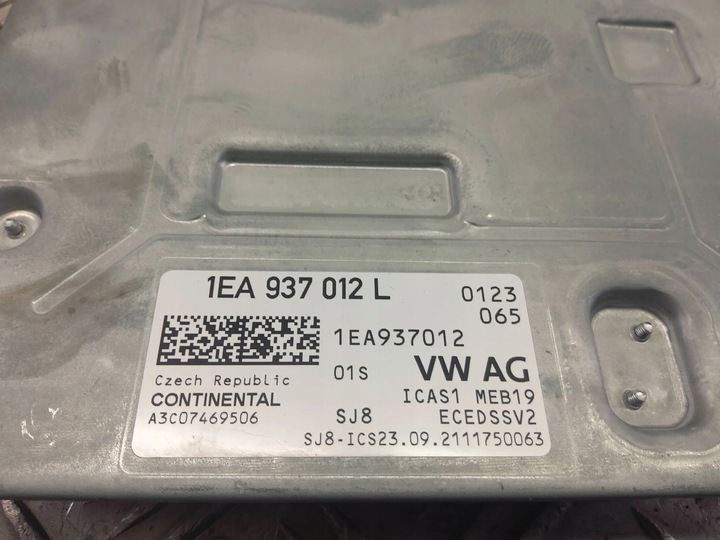 1EA 937 012 L
0123
065
1EA937012
01S
VW AG
Czech Republic
CONTINENTAL
A3C07469506
ICAS1 MEB19
SJ8
ECEDSSV2
SJ8-ICS23.09.2111750063